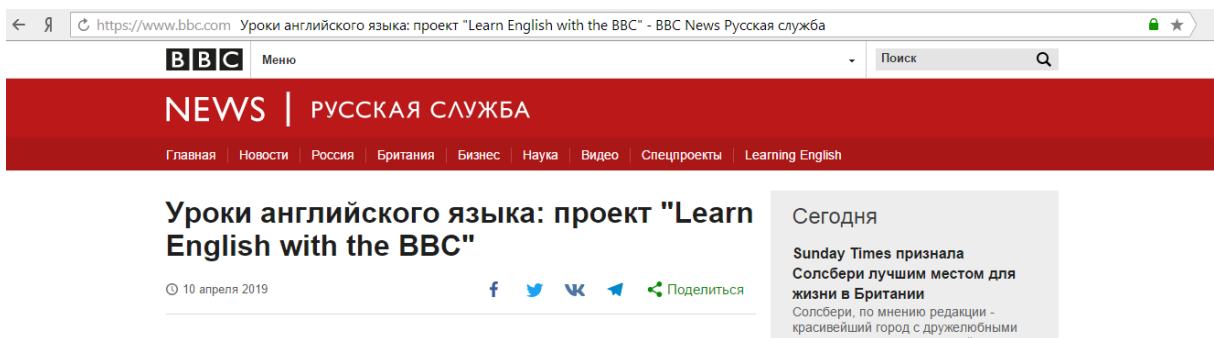 Я https://www.bbc.com Уроки английского языка: проект "Learn English with the BBC" - BBC News Русская служба
BBC Меню Поиск
NEWS | РУССКАЯ СЛУЖБА
Главная Новости Россия Британия Бизнес Наука Видео Спецпроекты Learning English
Уроки английского языка: проект "Learn
English with the BBC"
10 апреля 2019
Поделиться
Сегодня
Sunday Times признала
Солсбери лучшим местом для
жизни в Британии
Солсбери, по мнению редакции -
красивейший город с дружелюбными